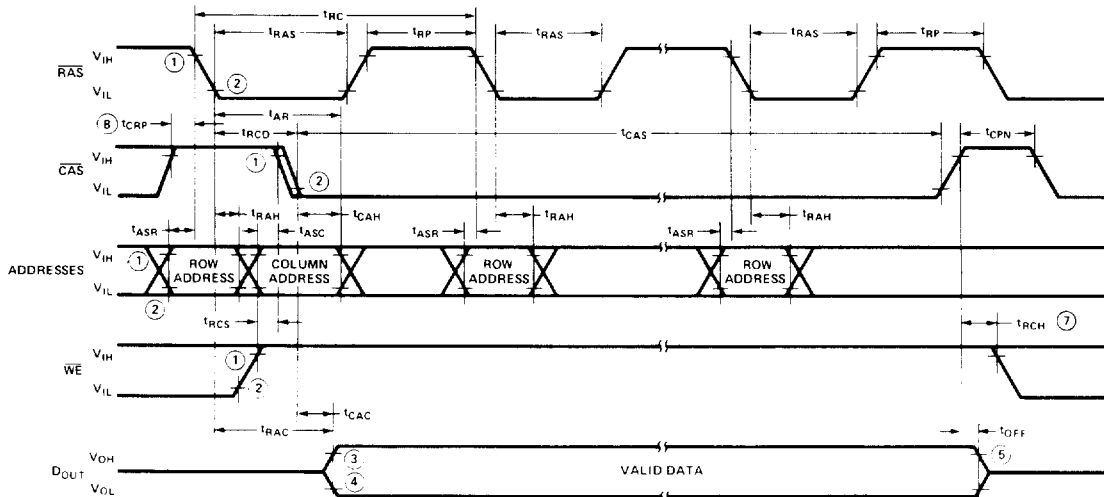 tRC
tRAS tRP tRAS tRAS tRP
RAS VIH ① ②
VIL
tAR
⑧ tCRP tRCD tCAS tCPN
CAS VIH ① ②
VIL
tRAH tCAH tRAH tRAH
tASR tASC tASR tASR
ADDRESSES VIH ① ROW ADDRESS COLUMN ADDRESS ROW ADDRESS ROW ADDRESS
VIL ②
tRCS tRCH ⑦
WE VIH ① ②
VIL
tCAC
tRAC tOFF
DOUT VOH ③ VALID DATA ⑤
VOL ④